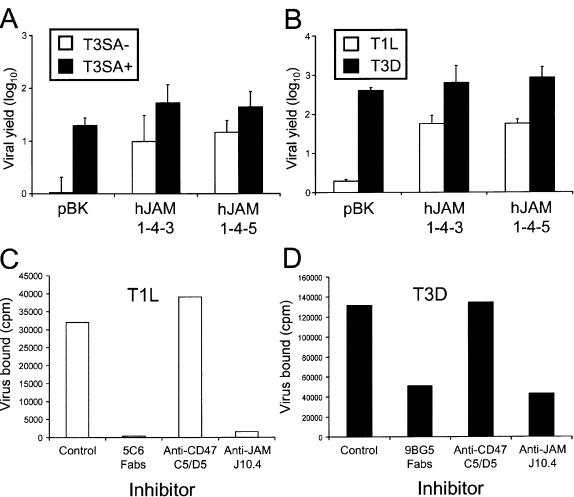 A
T3SA-
T3SA+
Viral yield (log10)
3
2
1
0
pBK
hJAM
1-4-3
hJAM
1-4-5
B
T1L
T3D
Viral yield (log10)
4
3
2
1
0
pBK
hJAM
1-4-3
hJAM
1-4-5
C
T1L
Virus bound (cpm)
45000
40000
35000
30000
25000
20000
15000
10000
5000
0
Control
5C6
Fabs
Anti-CD47
C5/D5
Anti-JAM
J10.4
Inhibitor
D
T3D
Virus bound (cpm)
160000
140000
120000
100000
80000
60000
40000
20000
0
Control
9BG5
Fabs
Anti-CD47
C5/D5
Anti-JAM
J10.4
Inhibitor